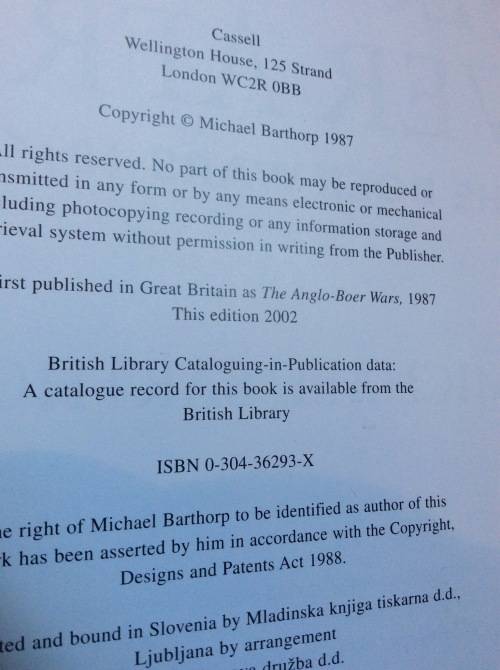 Cassell
Wellington House, 125 Strand
London WC2R 0BB
Copyright © Michael Barthorp 1987
All rights reserved. No part of this book may be reproduced or
nsmitted in any form or by any means electronic or mechanical
luding photocopying recording or any information storage and
rieval system without permission in writing from the Publisher.
irst published in Great Britain as The Anglo-Boer Wars, 1987
This edition 2002
British Library Cataloguing-in-Publication data:
A catalogue record for this book is available from the
British Library
ISBN 0-304-36293-X
e right of Michael Barthorp to be identified as author of this
k has been asserted by him in accordance with the Copyright,
Designs and Patents Act 1988.
ted and bound in Slovenia by Mladinska knjiga tiskarna d.d.,
Ljubljana by arrangement
družba d.d.